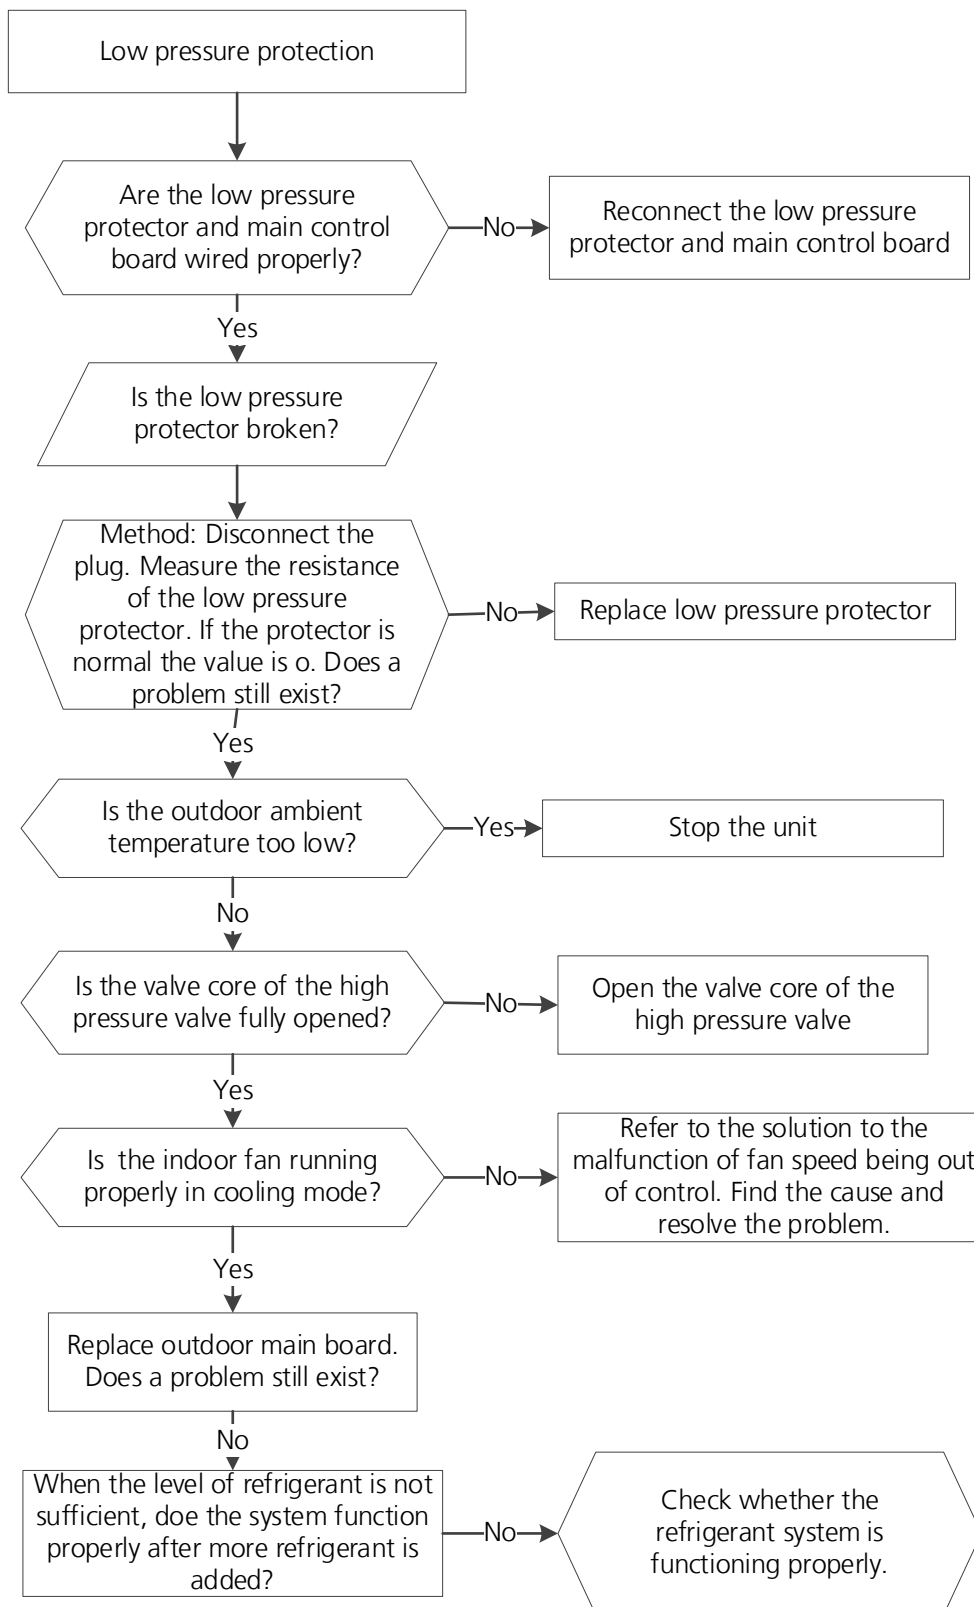 Low pressure protection
Are the low pressure
protector and main control
board wired properly?
No
Reconnect the low pressure
protector and main control board
Yes
Is the low pressure
protector broken?
Method: Disconnect the
plug. Measure the resistance
of the low pressure
protector. If the protector is
normal the value is o. Does a
problem still exist?
No
Replace low pressure protector
Yes
Is the outdoor ambient
temperature too low?
Yes
Stop the unit
No
Is the valve core of the high
pressure valve fully opened?
No
Open the valve core of the
high pressure valve
Yes
Is the indoor fan running
properly in cooling mode?
No
Refer to the solution to the
malfunction of fan speed being out
of control. Find the cause and
resolve the problem.
Yes
Replace outdoor main board.
Does a problem still exist?
No
When the level of refrigerant is not
sufficient, doe the system function
properly after more refrigerant is
added?
No
Check whether the
refrigerant system is
functioning properly.